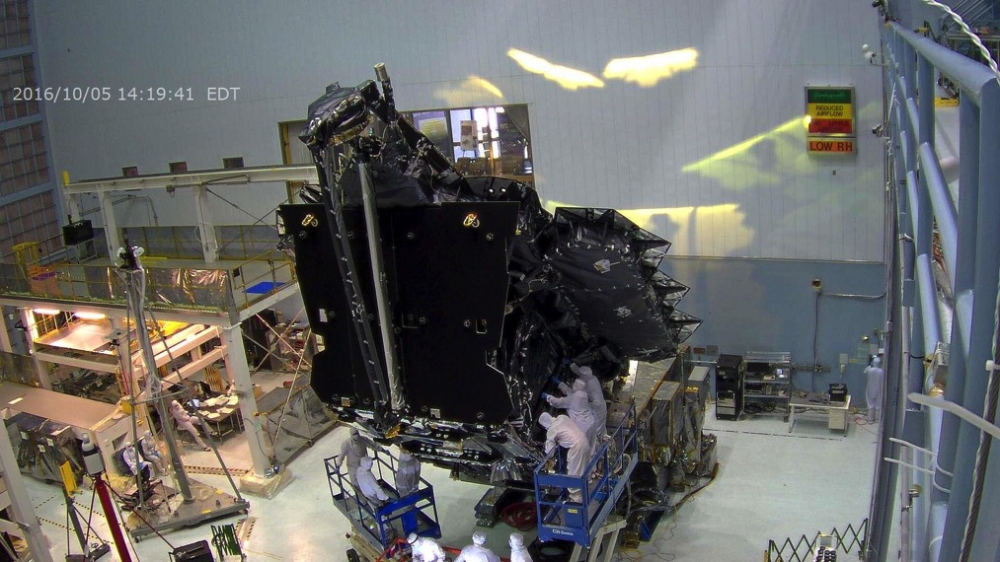 2016/10/05 14:19:41 EDT
REDUCED
AIRFLOW
LOW RH